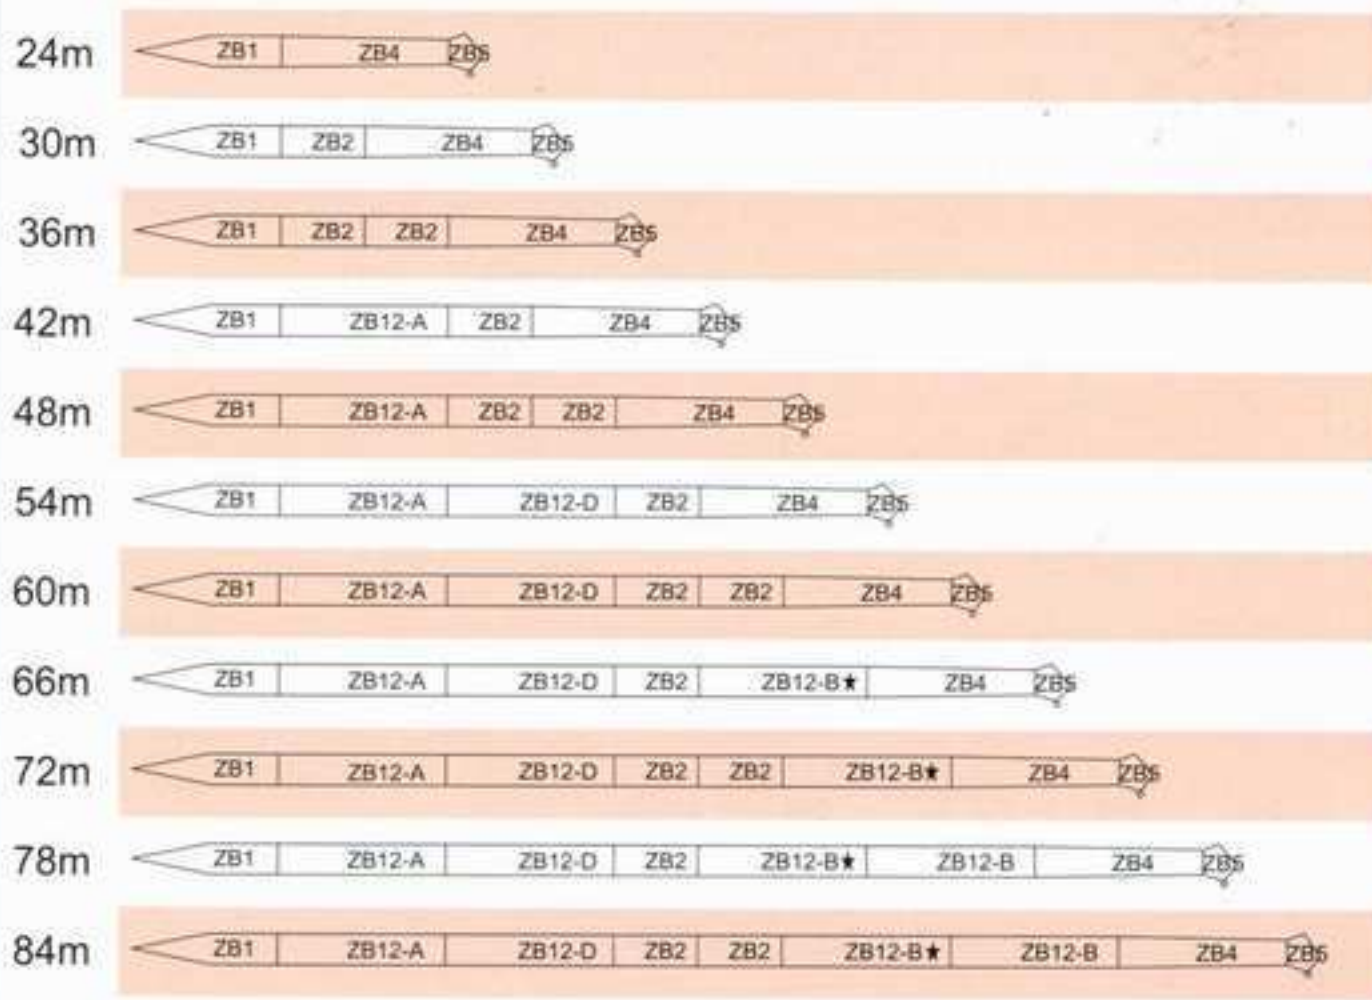 24m ZB1 ZB4 ZB5
30m ZB1 ZB2 ZB4 ZB5
36m ZB1 ZB2 ZB2 ZB4 ZB5
42m ZB1 ZB12-A ZB2 ZB4 ZB5
48m ZB1 ZB12-A ZB2 ZB2 ZB4 ZB5
54m ZB1 ZB12-A ZB12-D ZB2 ZB4 ZB5
60m ZB1 ZB12-A ZB12-D ZB2 ZB2 ZB4 ZB5
66m ZB1 ZB12-A ZB12-D ZB2 ZB12-B★ ZB4 ZB5
72m ZB1 ZB12-A ZB12-D ZB2 ZB2 ZB12-B★ ZB4 ZB5
78m ZB1 ZB12-A ZB12-D ZB2 ZB12-B★ ZB12-B ZB4 ZB5
84m ZB1 ZB12-A ZB12-D ZB2 ZB2 ZB12-B★ ZB12-B ZB4 ZB5